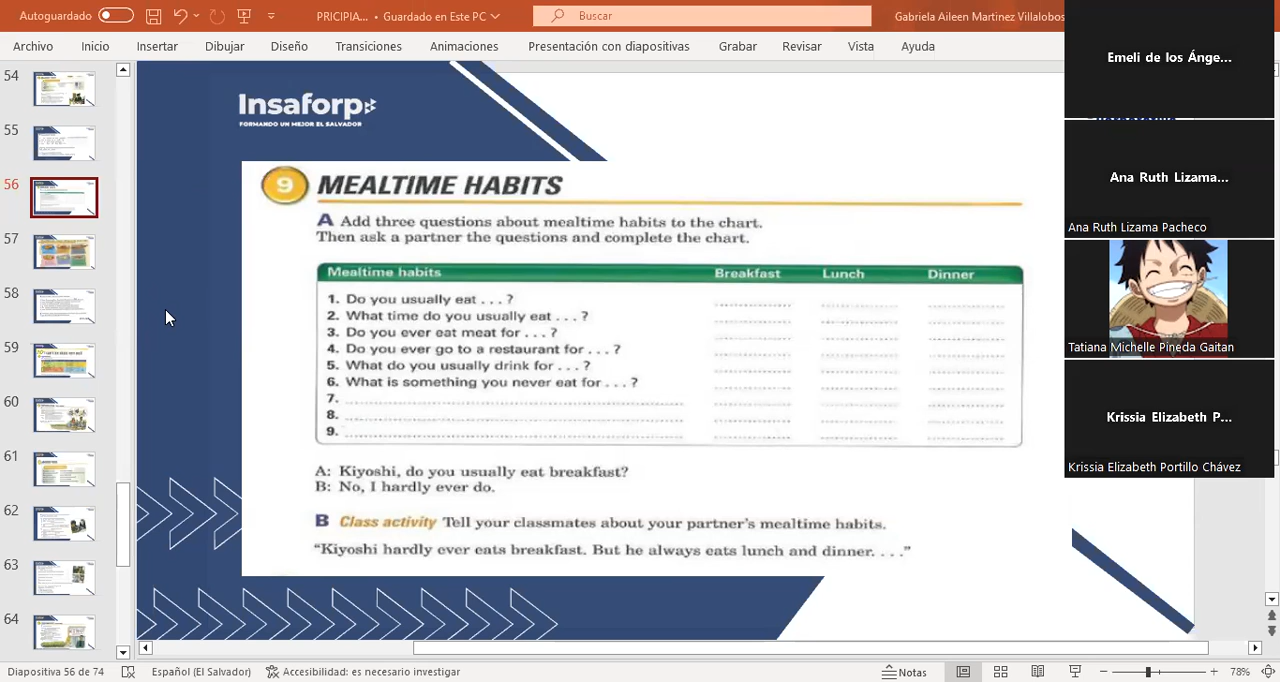 Autoguardado
PRICIPIA... • Guardado en Este PC
Buscar
Gabriela Aileen Martinez Villalobos
Archivo Inicio Insertar Dibujar Diseño Transiciones Animaciones Presentación con diapositivas Grabar Revisar Vista Ayuda
54
55
56
57
58
59
60
61
62
63
64
Insaforp
FORMANDO UN MEJOR EL SALVADOR
9 MEALTIME HABITS
A Add three questions about mealtime habits to the chart.
Then ask a partner the questions and complete the chart.
Mealtime habits Breakfast Lunch Dinner
1. Do you usually eat . . . ?
2. What time do you usually eat . . . ?
3. Do you ever eat meat for . . . ?
4. Do you ever go to a restaurant for . . . ?
5. What do you usually drink for . . . ?
6. What is something you never eat for . . . ?
7.
8.
9.
A: Kiyoshi, do you usually eat breakfast?
B: No, I hardly ever do.
B Class activity Tell your classmates about your partner's mealtime habits.
"Kiyoshi hardly ever eats breakfast. But he always eats lunch and dinner. . . ."
Emeli de los Ánge...
Ana Ruth Lizama...
Ana Ruth Lizama Pacheco
Tatiana Michelle Pineda Gaitan
Krissia Elizabeth P...
Krissia Elizabeth Portillo Chávez
Diapositiva 56 de 74 Español (El Salvador) Accesibilidad: es necesario investigar Notas 78%